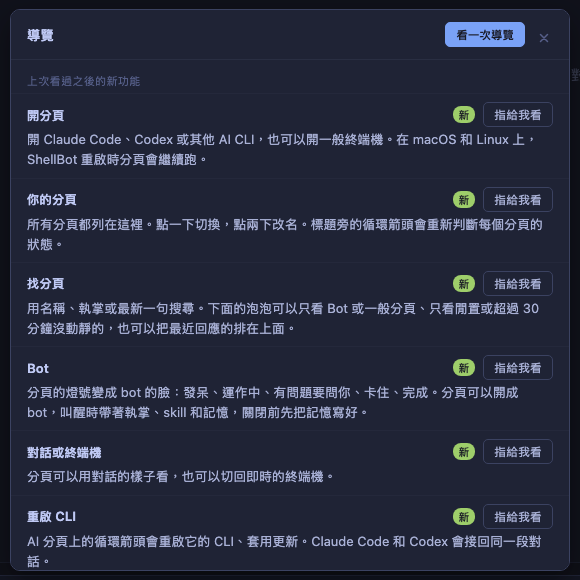 導覽
看一次導覽
×
上次看過之後的新功能
開分頁
新
指給我看
開 Claude Code、Codex 或其他 AI CLI，也可以開一般終端機。在 macOS 和 Linux 上，
ShellBot 重啟時分頁會繼續跑。
你的分頁
新
指給我看
所有分頁都列在這裡。點一下切換，點兩下改名。標題旁的循環箭頭會重新判斷每個分頁的
狀態。
找分頁
新
指給我看
用名稱、執掌或最新一句搜尋。下面的泡泡可以只看 Bot 或一般分頁、只看閒置或超過 30
分鐘沒動靜的，也可以把最近回應的排在上面。
Bot
新
指給我看
分頁的燈號變成 bot 的臉：發呆、運作中、有問題要問你、卡住、完成。分頁可以開成
bot，叫醒時帶著執掌、skill 和記憶，關閉前先把記憶寫好。
對話或終端機
新
指給我看
分頁可以用對話的樣子看，也可以切回即時的終端機。
重啟 CLI
新
指給我看
AI 分頁上的循環箭頭會重啟它的 CLI、套用更新。Claude Code 和 Codex 會接回同一段對
話。